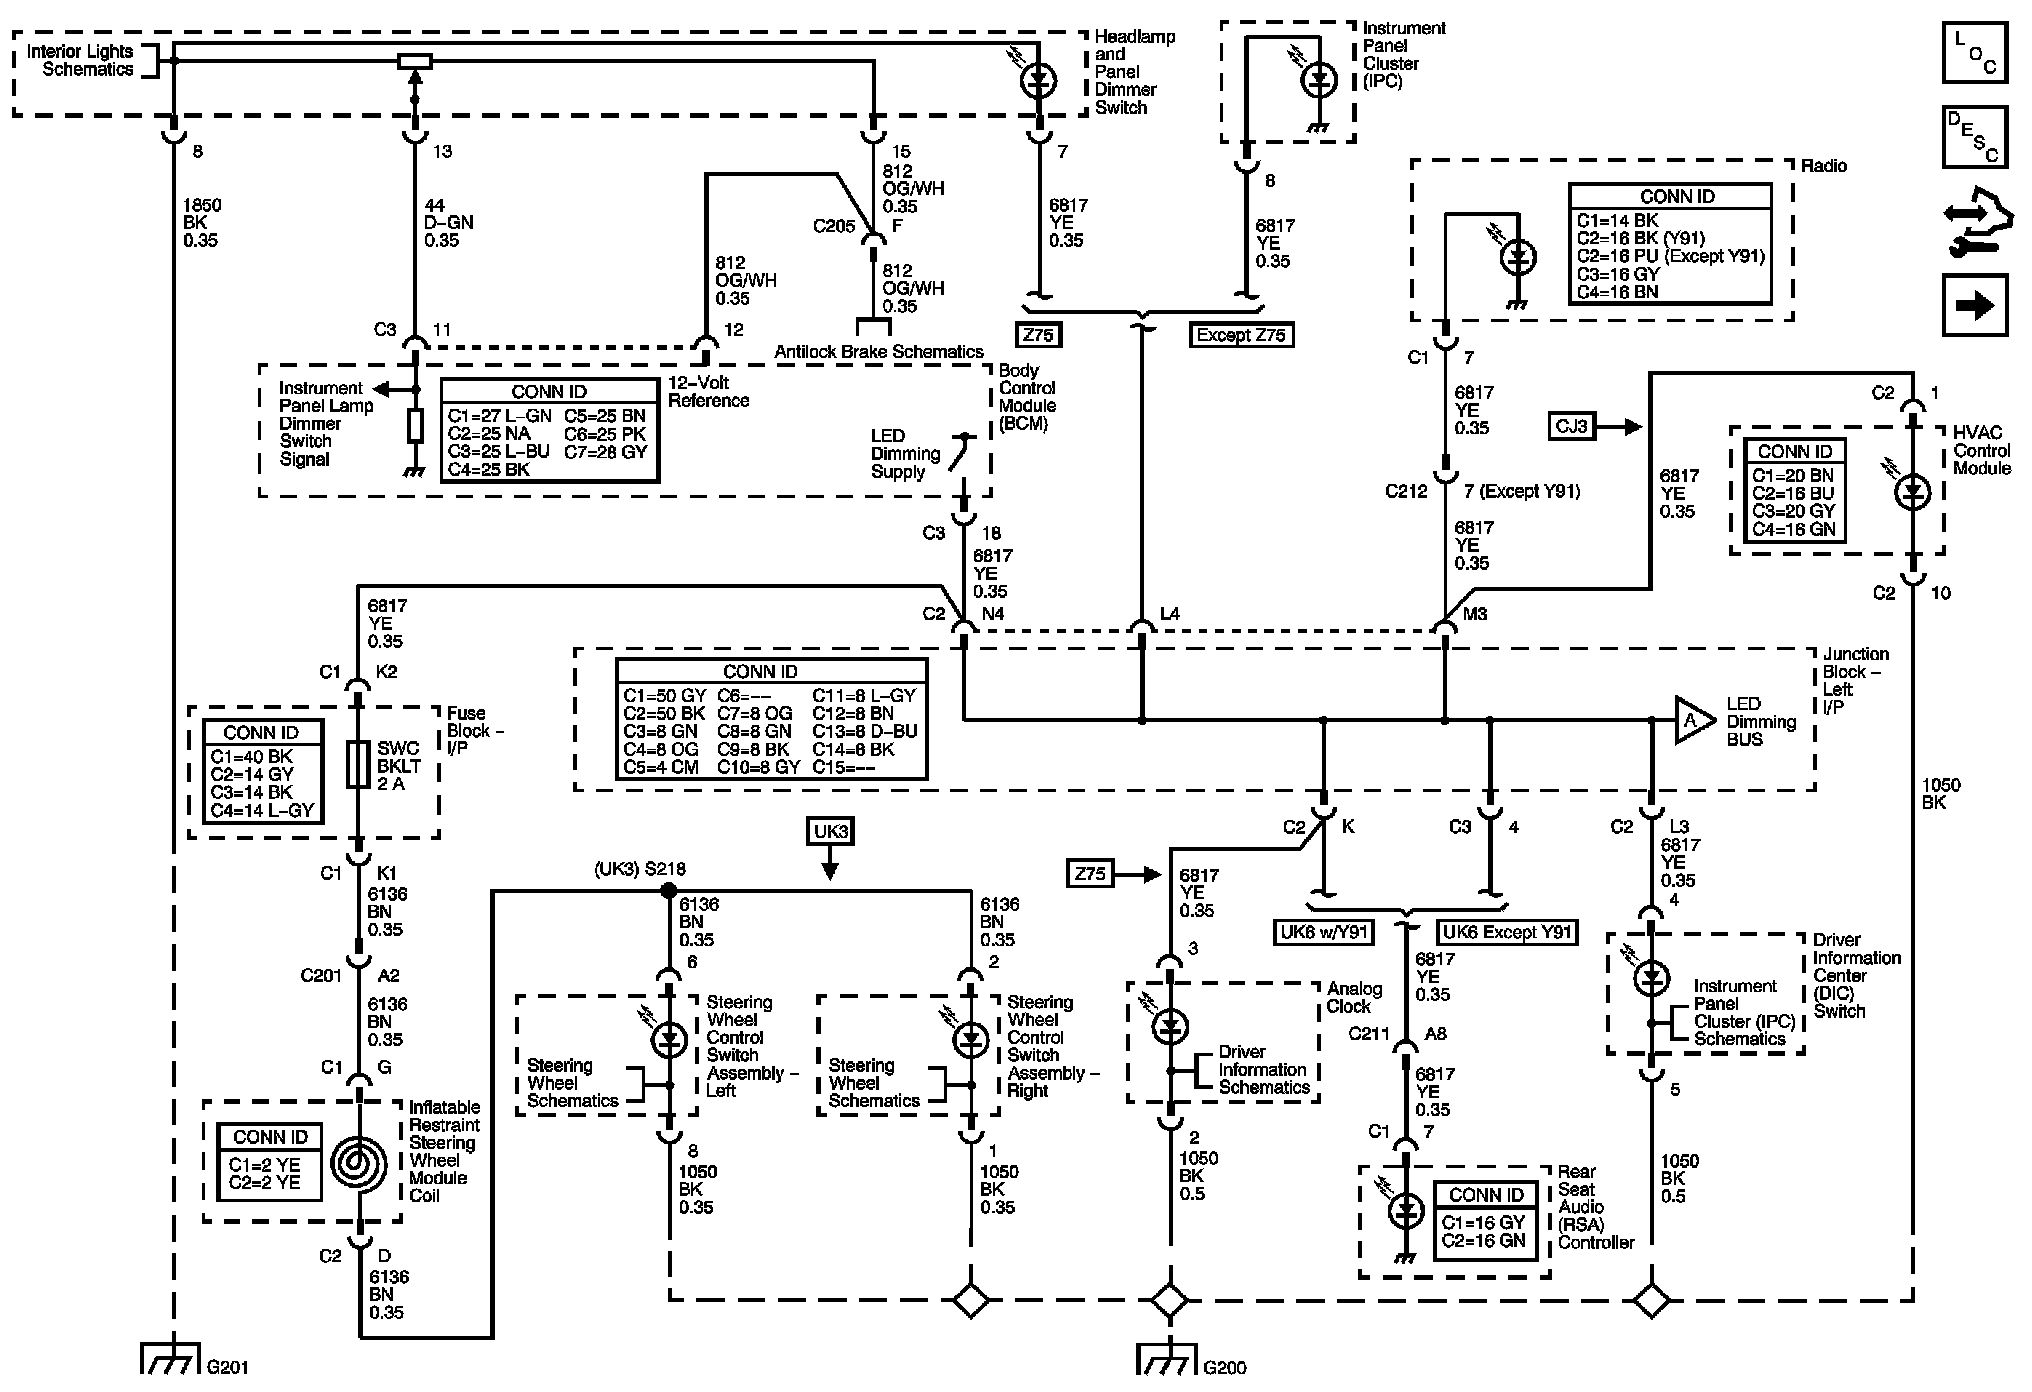 Interior Lights
Schematics
Headlamp
and
Panel
Dimmer
Switch
Instrument
Panel
Cluster
(IPC)
L
O
C
D
E
S
C
8
13
15
7
8
1850
BK
0.35
44
D-GN
0.35
812
OG/WH
0.35
C205
F
812
OG/WH
0.35
812
OG/WH
0.35
6817
YE
0.35
6817
YE
0.35
Z75
Except Z75
Antilock Brake Schematics
Radio
CONN ID
C1=14 BK
C2=16 BK (Y91)
C2=16 PU (Except Y91)
C3=16 GY
C4=16 BN
C1
7
6817
YE
0.35
C212
7 (Except Y91)
6817
YE
0.35
CJ3
6817
YE
0.35
C2
1
HVAC
Control
Module
CONN ID
C1=20 BN
C2=16 BU
C3=20 GY
C4=16 GN
C2
10
C3
11
12
Instrument
Panel Lamp
Dimmer
Switch
Signal
CONN ID
C1=27 L-GN C5=25 BN
C2=25 NA C6=25 PK
C3=25 L-BU C7=28 GY
C4=25 BK
12-Volt
Reference
LED
Dimming
Supply
Body
Control
Module
(BCM)
C3
18
6817
YE
0.35
C2
N4
L4
M3
6817
YE
0.35
C1
K2
CONN ID
C1=40 BK
C2=14 GY
C3=14 BK
C4=14 L-GY
SWC
BKLT
2 A
Fuse
Block -
I/P
CONN ID
C1=50 GY C6=-- C11=8 L-GY
C2=50 BK C7=8 OG C12=8 BN
C3=8 GN C8=8 GN C13=8 D-BU
C4=8 OG C9=8 BK C14=8 BK
C5=4 CM C10=8 GY C15=--
A
LED
Dimming
BUS
Junction
Block -
Left
I/P
1050
BK
C2
K
C3
4
C2
L3
6817
YE
0.35
4
C1
K1
6136
BN
0.35
C201
A2
6136
BN
0.35
C1
G
CONN ID
C1=2 YE
C2=2 YE
Inflatable
Restraint
Steering
Wheel
Module
Coil
C2
D
6136
BN
0.35
UK3
(UK3) S218
6136
BN
0.35
6
6136
BN
0.35
2
Steering
Wheel
Schematics
Steering
Wheel
Control
Switch
Assembly -
Left
Steering
Wheel
Schematics
Steering
Wheel
Control
Switch
Assembly -
Right
8
1050
BK
0.35
1
1050
BK
0.35
Z75
6817
YE
0.35
3
Analog
Clock
Driver
Information
Schematics
2
1050
BK
0.5
UK6 w/Y91
UK6 Except Y91
6817
YE
0.35
C211
A8
6817
YE
0.35
C1
7
CONN ID
C1=16 GY
C2=16 GN
Rear
Seat
Audio
(RSA)
Controller
Instrument
Panel
Cluster (IPC)
Schematics
Driver
Information
Center
(DIC)
Switch
5
1050
BK
0.5
G201
G200